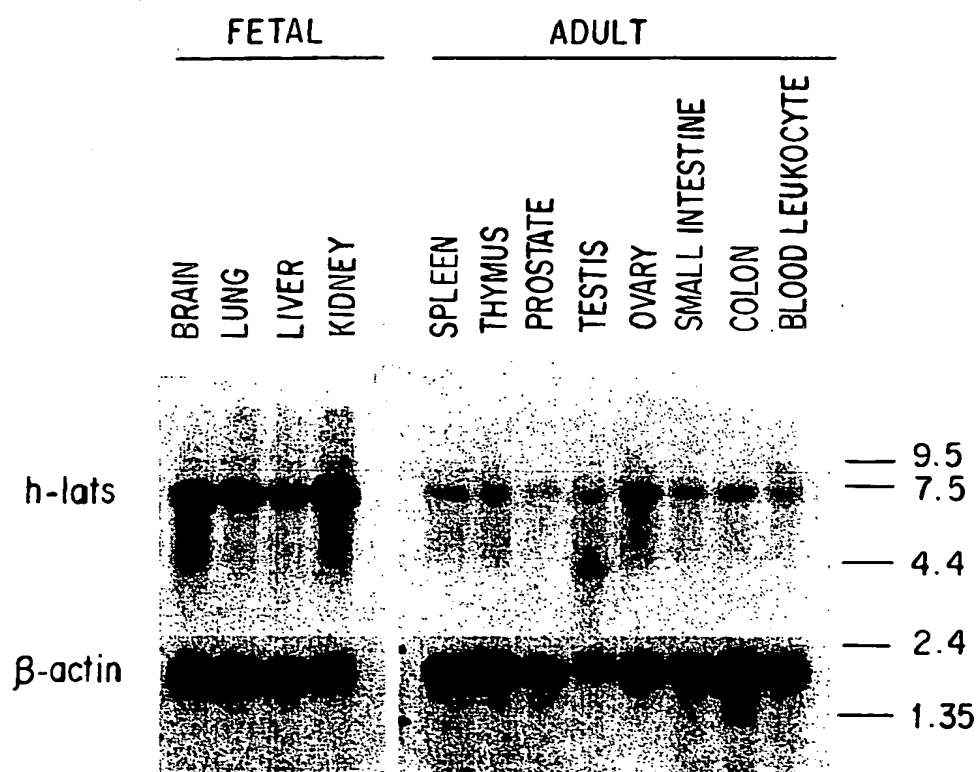 FETAL
ADULT
BRAIN
LUNG
LIVER
KIDNEY
SPLEEN
THYMUS
PROSTATE
TESTIS
OVARY
SMALL INTESTINE
COLON
BLOOD LEUKOCYTE
h-lats
9.5
7.5
4.4
β-actin
2.4
1.35